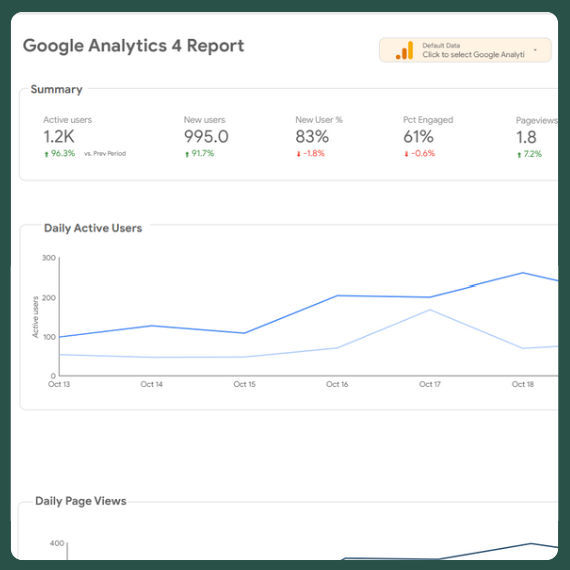 Google Analytics 4 Report
Default Data
Click to select Google Analyti
Summary
Active users
1.2K
96.3% vs. Prev Period
New users
995.0
91.7%
New User %
83%
-1.8%
Pct Engaged
61%
-0.6%
Pageviews
1.8
7.2%
Daily Active Users
Active users
300
200
100
0
Oct 13
Oct 14
Oct 15
Oct 16
Oct 17
Oct 18
Daily Page Views
400